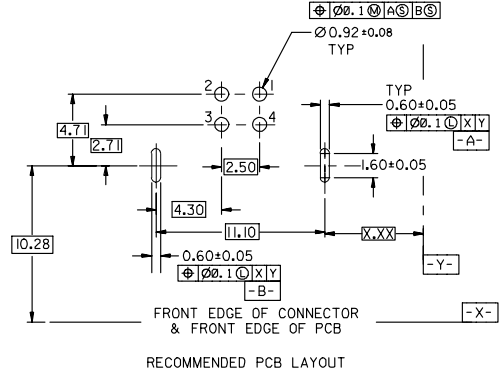 ⌖ Ø0.1 Ⓜ A Ⓢ B Ⓢ
Ø0.92±0.08
TYP
2 1
3 4
TYP
0.60±0.05
⌖ Ø0.1 Ⓛ X Y
-A-
4.71
2.71
2.50
1.60±0.05
4.30
11.10
X.XX
10.28
0.60±0.05
-Y-
⌖ Ø0.1 Ⓛ X Y
-B-
FRONT EDGE OF CONNECTOR
& FRONT EDGE OF PCB
-X-
RECOMMENDED PCB LAYOUT